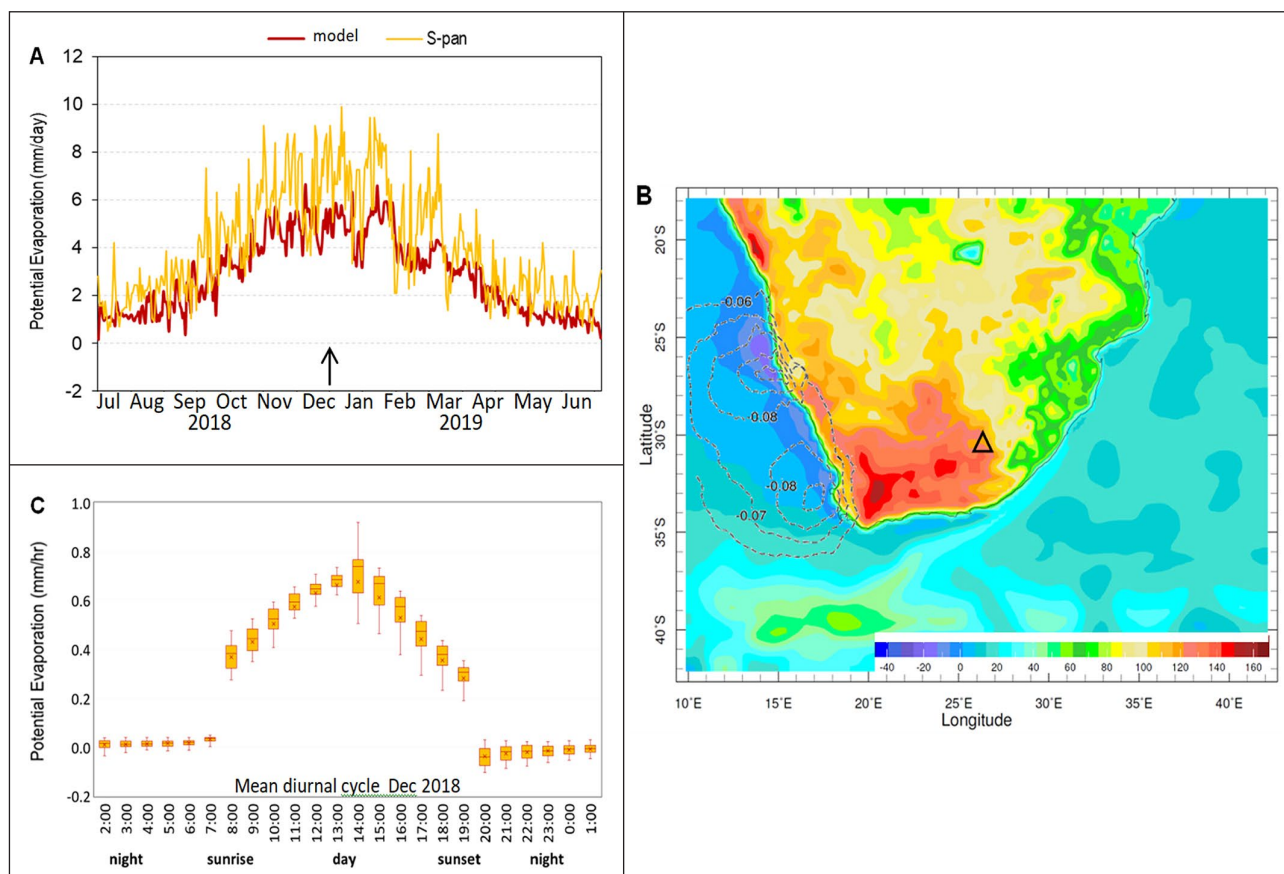 A
model
S-pan
Potential Evaporation (mm/day)
12
10
8
6
4
2
0
-2
Jul Aug Sep Oct Nov Dec Jan Feb Mar Apr May Jun
2018 2019
B
Latitude
20°S
25°S
30°S
35°S
40°S
-0.06
-0.08
-0.08
-0.07
-40 -20 0 20 40 60 80 100 120 140 160
10°E 15°E 20°E 25°E 30°E 35°E 40°E
Longitude
C
Potential Evaporation (mm/hr)
1.0
0.8
0.6
0.4
0.2
0.0
-0.2
Mean diurnal cycle Dec 2018
2:00 3:00 4:00 5:00 6:00 7:00 8:00 9:00 10:00 11:00 12:00 13:00 14:00 15:00 16:00 17:00 18:00 19:00 20:00 21:00 22:00 23:00 0:00 1:00
night sunrise day sunset night